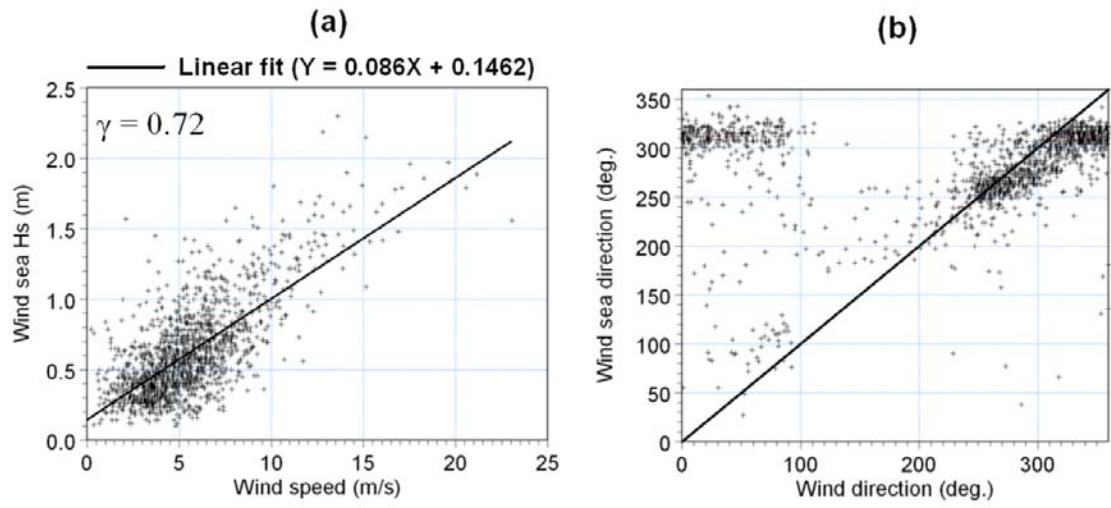 (a)
Linear fit (Y = 0.086X + 0.1462)
γ = 0.72
2.5
2.0
1.5
1.0
0.5
0.0
Wind sea Hs (m)
0 5 10 15 20 25
Wind speed (m/s)
(b)
350
300
250
200
150
100
50
0
Wind sea direction (deg.)
0 100 200 300
Wind direction (deg.)